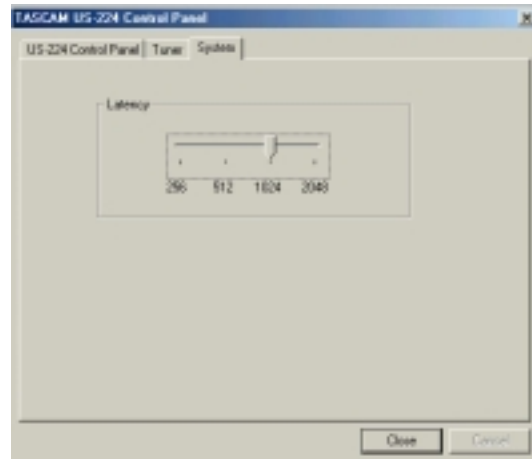 TASCAM US-224 Control Panel
US-224 Control Panel Tuner System
Latency
256 512 1024 2048
Close Cancel